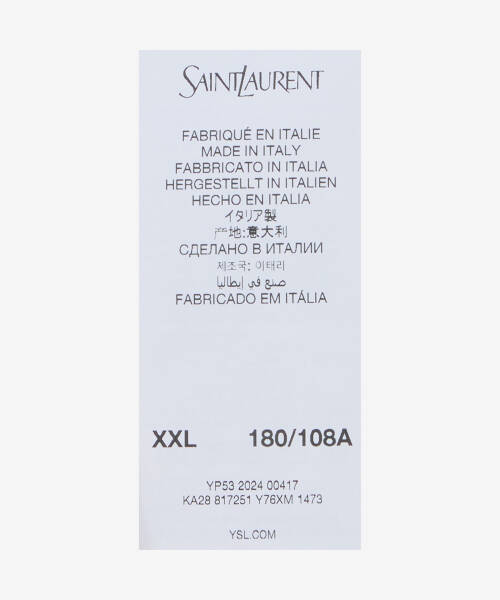 SAINT LAURENT
FABRIQUÉ EN ITALIE
MADE IN ITALY
FABBRICATO IN ITALIA
HERGESTELLT IN ITALIEN
HECHO EN ITALIA
イタリア製
产地:意大利
СДЕЛАНО В ИТАЛИИ
제조국: 이태리
صنع في إيطاليا
FABRICADO EM ITÁLIA
XXL 180/108A
YP53 2024 00417
KA28 817251 Y76XM 1473
YSL.COM